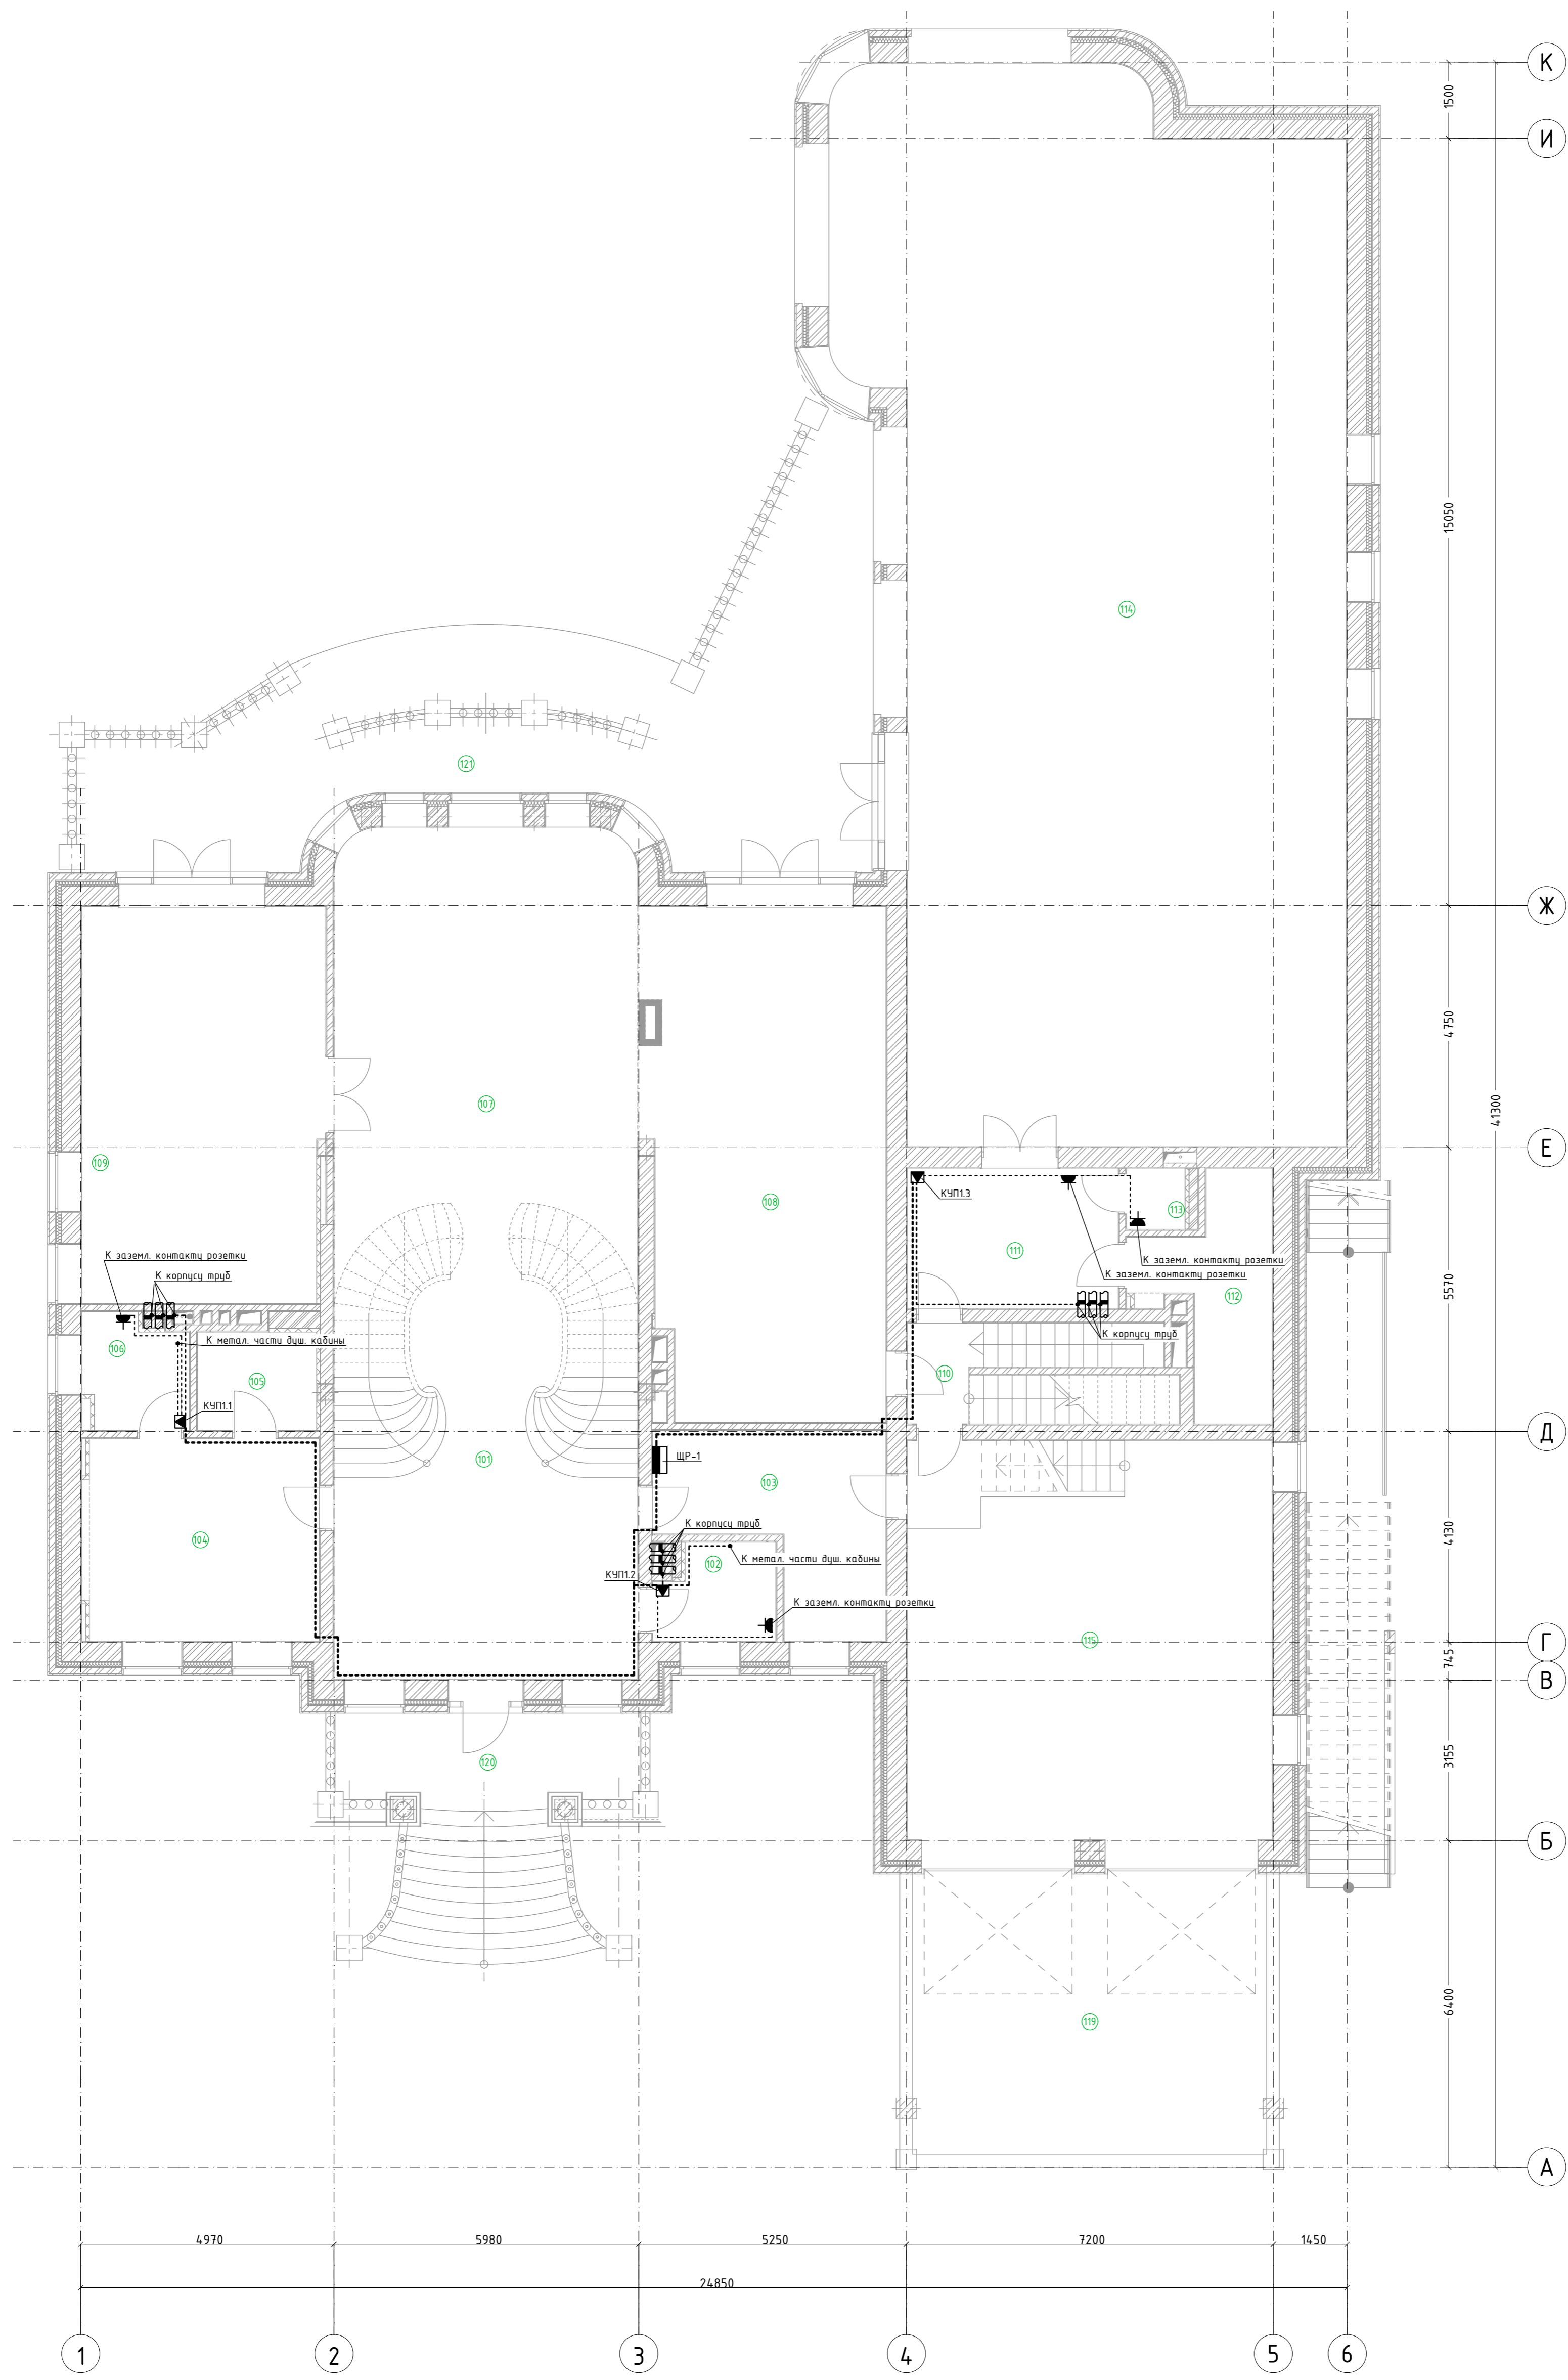 К
1500
И
15050
114
121
Ж
4750
41300
107
Е
109
КУП1.3
113
108
111
К заземл. контакту розетки
К заземл. контакту розетки
К заземл. контакту розетки
К корпусу труб
112
5570
К корпусу труб
К метал. части душ. кабины
106
110
105
КУП1.1
Д
101
ЩР-1
103
К корпусу труб
104
102
К метал. части душ. кабины
4130
КУП1.2
К заземл. контакту розетки
115
Г
745
В
120
3155
Б
6400
119
А
4970
5980
5250
7200
1450
24850
1
2
3
4
5
6